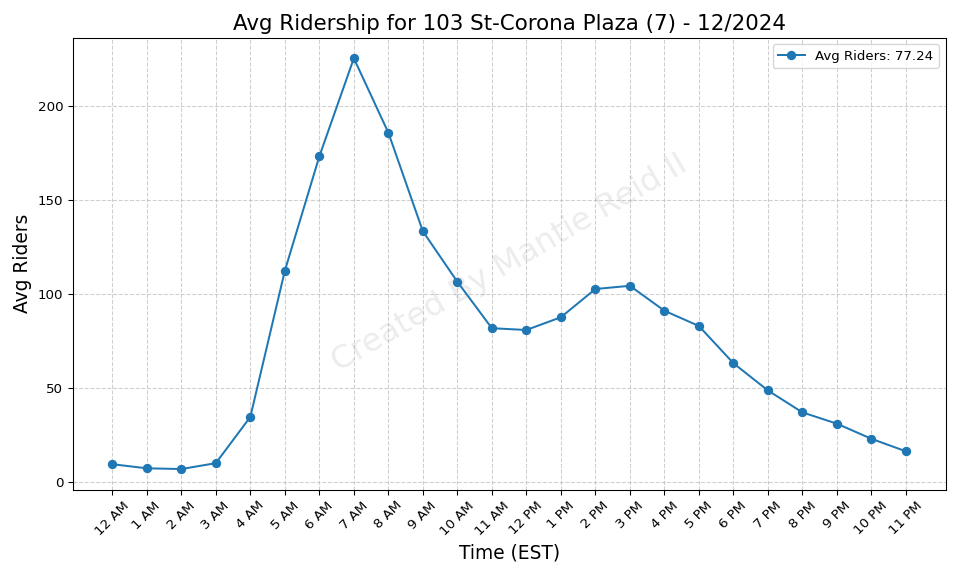 Avg Ridership for 103 St-Corona Plaza (7) - 12/2024
Avg Riders: 77.24
Avg Riders
200
150
100
50
0
Created By Mantie Reid II
12 AM
1 AM
2 AM
3 AM
4 AM
5 AM
6 AM
7 AM
8 AM
9 AM
10 AM
11 AM
12 PM
1 PM
2 PM
3 PM
4 PM
5 PM
6 PM
7 PM
8 PM
9 PM
10 PM
11 PM
Time (EST)